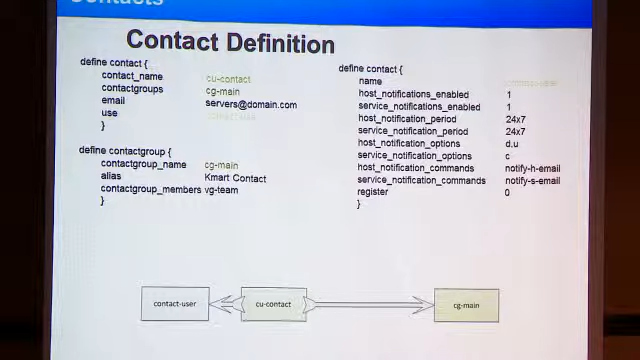 Contacts
Contact Definition
define contact {
contact_name cu-contact
contactgroups cg-main
email servers@domain.com
use
}
define contactgroup {
contactgroup_name cg-main
alias Kmart Contact
contactgroup_members vg-team
}
define contact {
name
host_notifications_enabled 1
service_notifications_enabled 1
host_notification_period 24x7
service_notification_period 24x7
host_notification_options d,u
service_notification_options c
host_notification_commands notify-h-email
service_notification_commands notify-s-email
register 0
}
contact-user
cu-contact
cg-main